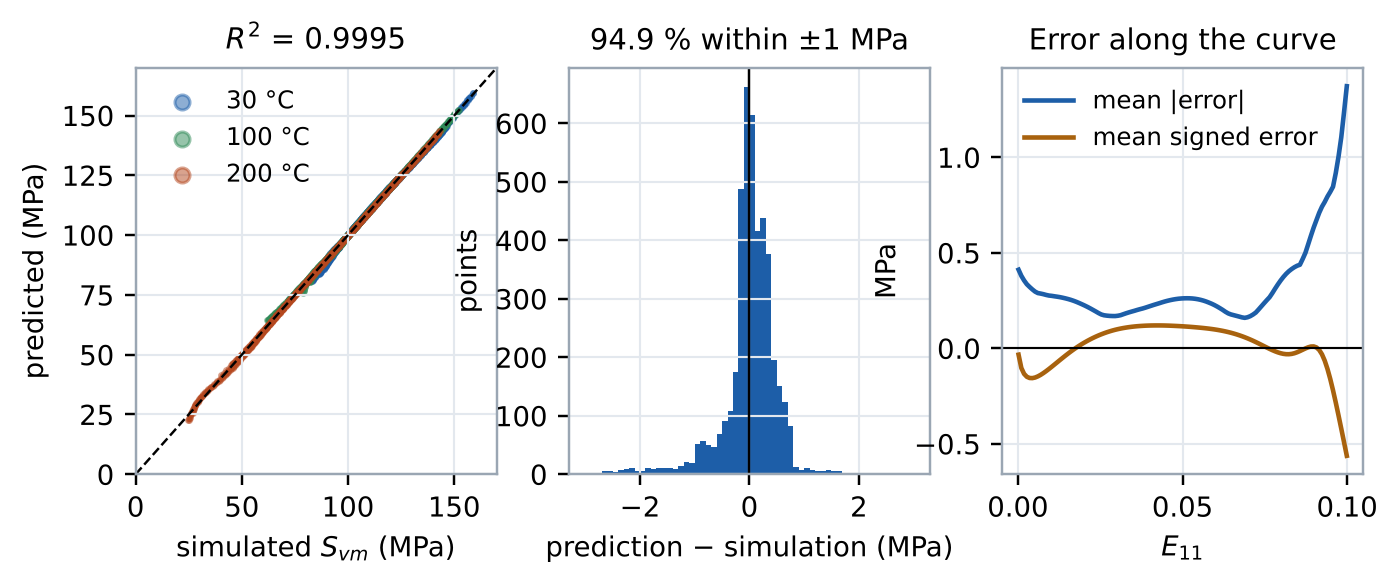 R² = 0.9995
30 °C
100 °C
200 °C
predicted (MPa)
150
125
100
75
50
25
0
0 50 100 150
simulated Svm (MPa)
94.9 % within ±1 MPa
points
600
500
400
300
200
100
0
−2 0 2
prediction − simulation (MPa)
Error along the curve
mean |error|
mean signed error
MPa
1.0
0.5
0.0
−0.5
0.00 0.05 0.10
E11